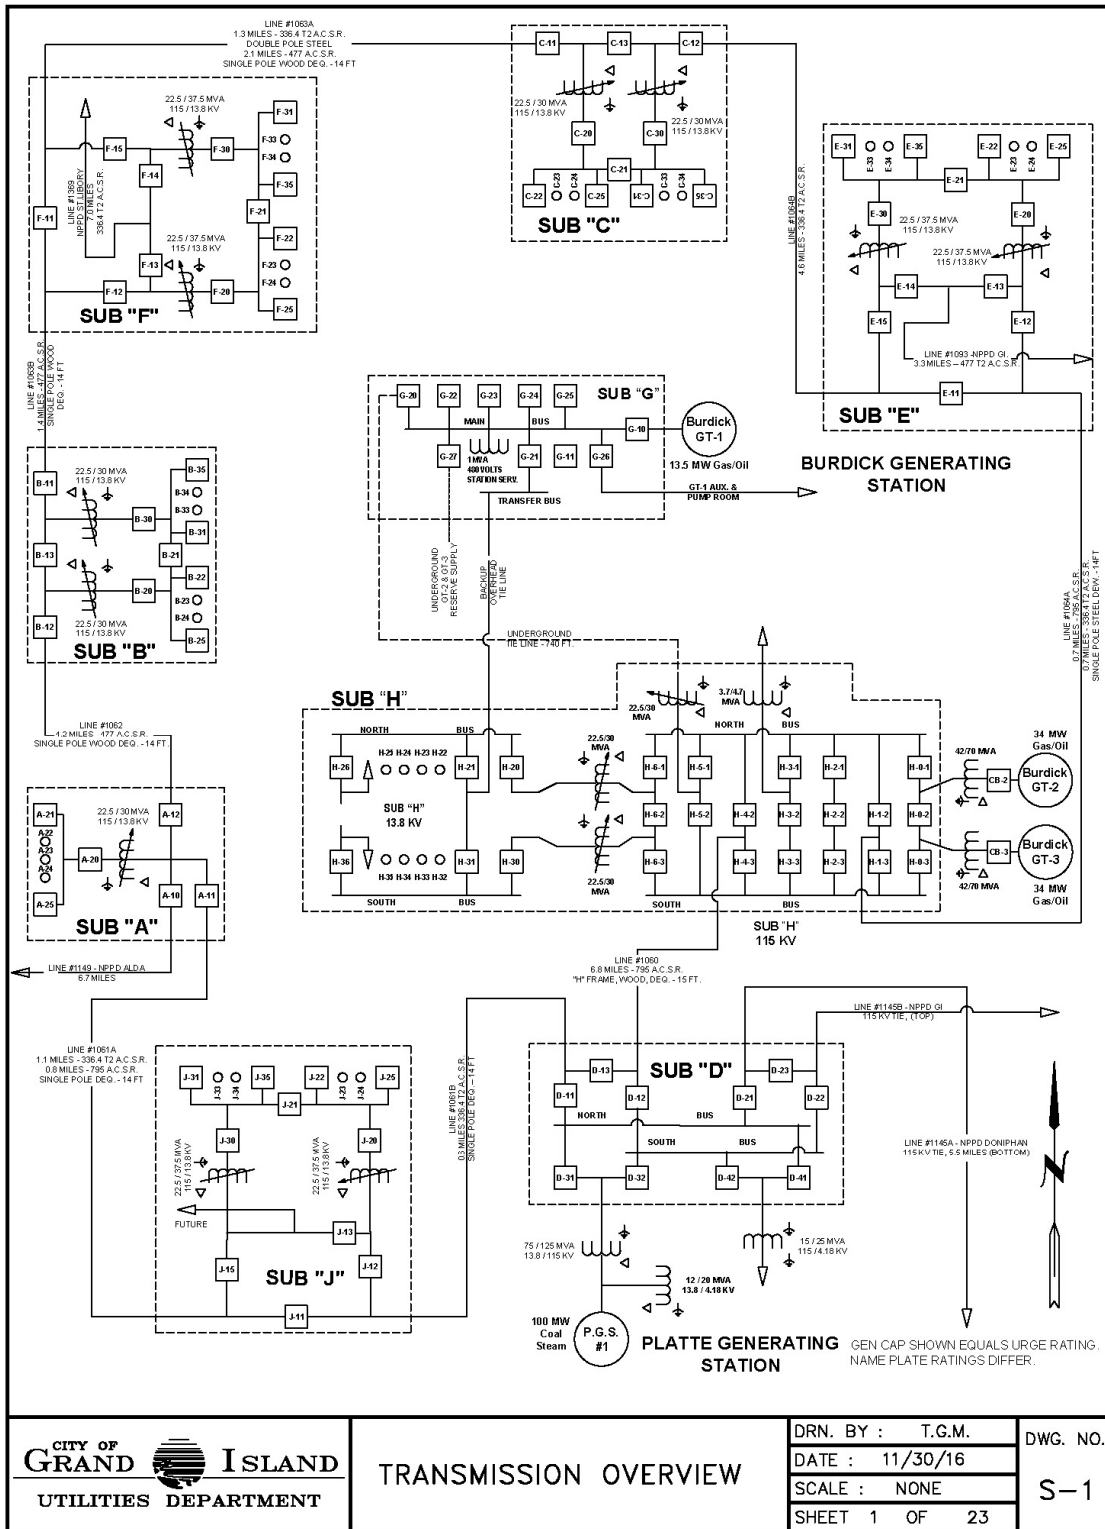 LINE #1063A
1.3 MILES - 336.4 T2 A.C.S.R.
DOUBLE POLE STEEL
2.1 MILES - 477 A.C.S.R.
SINGLE POLE WOOD DEQ. - 14 FT
C-11
C-13
C-12
22.5 / 30 MVA
115 / 13.8 KV
22.5 / 30 MVA
115 / 13.8 KV
C-20
C-30
C-21
C-22
C-23
C-24
C-25
C-31
C-33
C-34
C-35
SUB "C"
22.5 / 37.5 MVA
115 / 13.8 KV
F-31
F-33
F-34
F-35
F-15
F-30
F-14
F-21
F-11
LINE #1369
NPPD ST.LIBORY
7.0 MILES
336.4 T2 A.C.S.R.
22.5 / 37.5 MVA
115 / 13.8 KV
F-22
F-23
F-24
F-25
F-13
F-12
F-20
SUB "F"
LINE #1064B
4.6 MILES - 336.4 T2 A.C.S.R.
E-31
E-33
E-34
E-35
E-22
E-23
E-24
E-25
E-21
E-30
E-20
22.5 / 37.5 MVA
115 / 13.8 KV
22.5 / 37.5 MVA
115 / 13.8 KV
E-14
E-13
E-15
E-12
LINE #1093 -NPPD GI.
3.3 MILES -- 477 T2 A.C.S.R.
E-11
SUB "E"
LINE #1063B
1.4 MILES - 477 A.C.S.R.
SINGLE POLE WOOD
DEQ. - 14 FT
G-20
G-22
G-23
G-24
G-25
SUB "G"
MAIN BUS
G-10
Burdick
GT-1
13.5 MW Gas/Oil
G-27
1 MVA
480 VOLTS
STATION SERV.
G-21
G-11
G-26
GT-1 AUX. &
PUMP ROOM
TRANSFER BUS
BURDICK GENERATING
STATION
UNDERGROUND
GT-2 & GT-3
RESERVE SUPPLY
BACKUP
OVERHEAD
TIE LINE
UNDERGROUND
TIE LINE - 740 FT.
B-11
22.5 / 30 MVA
115 / 13.8 KV
B-35
B-34
B-33
B-31
B-30
B-13
B-21
B-22
B-20
B-23
B-24
B-25
B-12
22.5 / 30 MVA
115 / 13.8 KV
SUB "B"
LINE #1064A
0.7 MILES - 795 A.C.S.R.
0.7 MILES - 336.4 T2 A.C.S.R.
SINGLE POLE STEEL DEW. - 14FT
LINE #1062
4.2 MILES - 477 A.C.S.R.
SINGLE POLE WOOD DEQ. - 14 FT.
SUB "H"
22.5/30
MVA
3.7/4.7
MVA
NORTH BUS
NORTH BUS
H-26
H-25 H-24 H-23 H-22
H-21
H-20
22.5/30
MVA
H-6-1
H-5-1
H-3-1
H-2-1
H-0-1
42/70 MVA
CB-2
34 MW
Gas/Oil
Burdick
GT-2
SUB "H"
13.8 KV
H-6-2
H-5-2
H-4-2
H-3-2
H-2-2
H-1-2
H-0-2
H-36
H-35 H-34 H-33 H-32
H-31
H-30
22.5/30
MVA
H-6-3
H-4-3
H-3-3
H-2-3
H-1-3
H-0-3
42/70 MVA
CB-3
Burdick
GT-3
34 MW
Gas/Oil
SOUTH BUS
SOUTH BUS
SUB "H"
115 KV
A-21
A-22
A-23
A-24
A-25
A-20
22.5 / 30 MVA
115 / 13.8 KV
A-12
A-10
A-11
SUB "A"
LINE #1149 - NPPD ALDA
6.7 MILES
LINE #1060
6.8 MILES - 795 A.C.S.R.
"H" FRAME, WOOD, DEQ. - 15 FT.
LINE #1145B - NPPD GI
115 KV TIE, (TOP)
LINE #1061A
1.1 MILES - 336.4 T2 A.C.S.R.
0.8 MILES - 795 A.C.S.R.
SINGLE POLE DEQ. - 14 FT
J-31
J-33
J-34
J-35
J-22
J-23
J-24
J-25
J-21
J-30
J-20
22.5 / 37.5 MVA
115 / 13.8 KV
22.5 / 37.5 MVA
115 / 13.8 KV
FUTURE
J-13
J-15
J-12
SUB "J"
J-11
LINE #1061B
SINGLE POLE DEQ. -- 14 FT
D-13
SUB "D"
D-23
D-11
D-12
D-21
D-22
NORTH BUS
SOUTH BUS
D-31
D-32
D-42
D-41
LINE #1145A - NPPD DONIPHAN
115 KV TIE, 5.5 MILES (BOTTOM)
75 / 125 MVA
13.8 / 115 KV
15 / 25 MVA
115 / 4.18 KV
12 / 20 MVA
13.8 / 4.18 KV
100 MW
Coal
Steam
P.G.S.
#1
PLATTE GENERATING
STATION
GEN CAP SHOWN EQUALS URGE RATING.
NAME PLATE RATINGS DIFFER.
N
CITY OF
GRAND ISLAND
UTILITIES DEPARTMENT
TRANSMISSION OVERVIEW
DRN. BY : T.G.M.
DATE : 11/30/16
SCALE : NONE
SHEET 1 OF 23
DWG. NO.
S-1